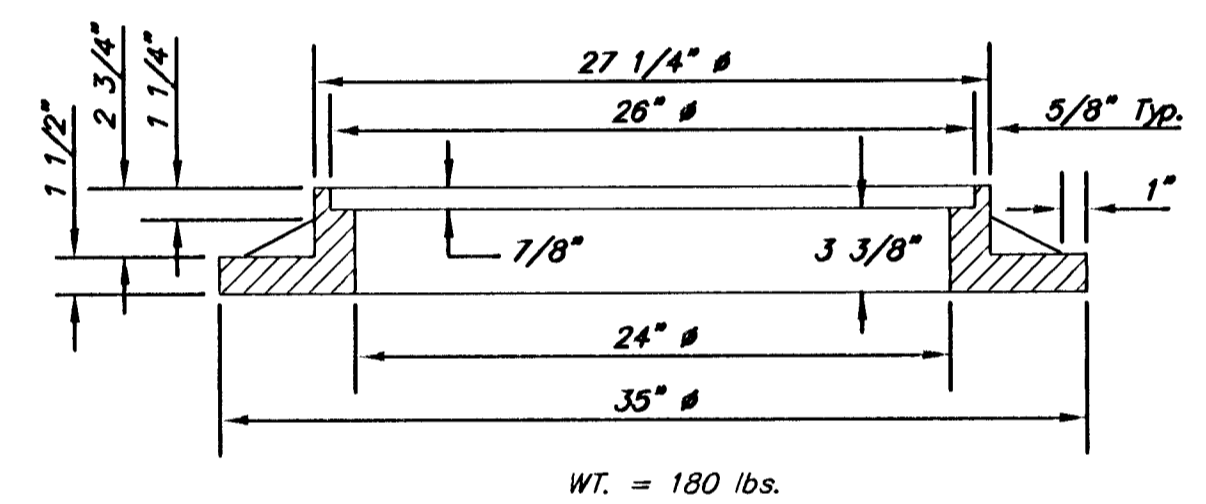 27 1/4" ø
26" ø
5/8" Typ.
2 3/4"
1 1/4"
1 1/2"
1"
7/8"
3 3/8"
24" ø
35" ø
WT. = 180 lbs.